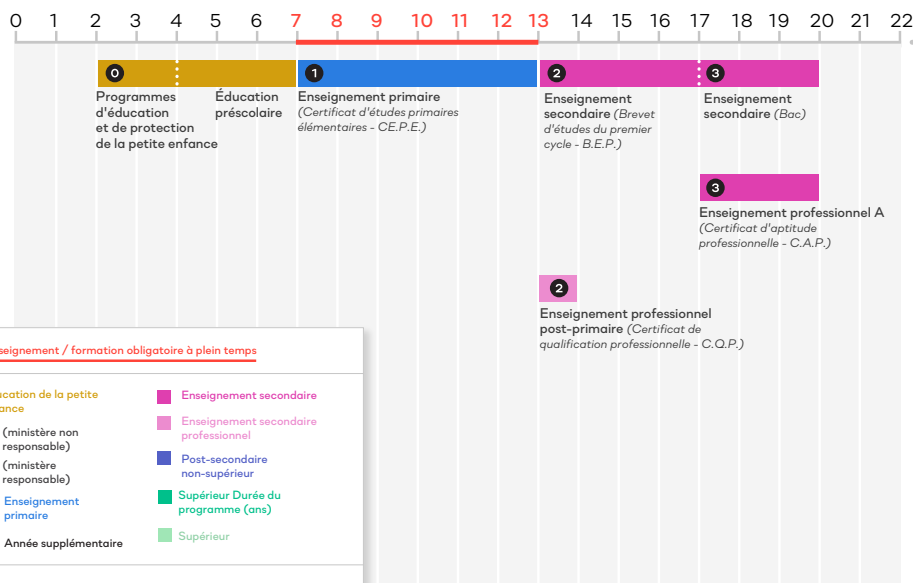 0 1 2 3 4 5 6 7 8 9 10 11 12 13 14 15 16 17 18 19 20 21 22
0 1 2 3
Programmes
d'éducation
et de protection
de la petite enfance
Éducation
préscolaire
Enseignement primaire
(Certificat d'études primaires
élémentaires - CE.P.E.)
Enseignement
secondaire (Brevet
d'études du premier
cycle - B.E.P.)
Enseignement
secondaire (Bac)
3
Enseignement professionnel A
(Certificat d'aptitude
professionnelle - C.A.P.)
2
Enseignement professionnel
post-primaire (Certificat de
qualification professionnelle - C.Q.P.)
seignement / formation obligatoire à plein temps
ucation de la petite
ance
(ministère non
responsable)
(ministère
responsable)
Enseignement
primaire
Année supplémentaire
Enseignement secondaire
Enseignement secondaire
professionnel
Post-secondaire
non-supérieur
Supérieur Durée du
programme (ans)
Supérieur